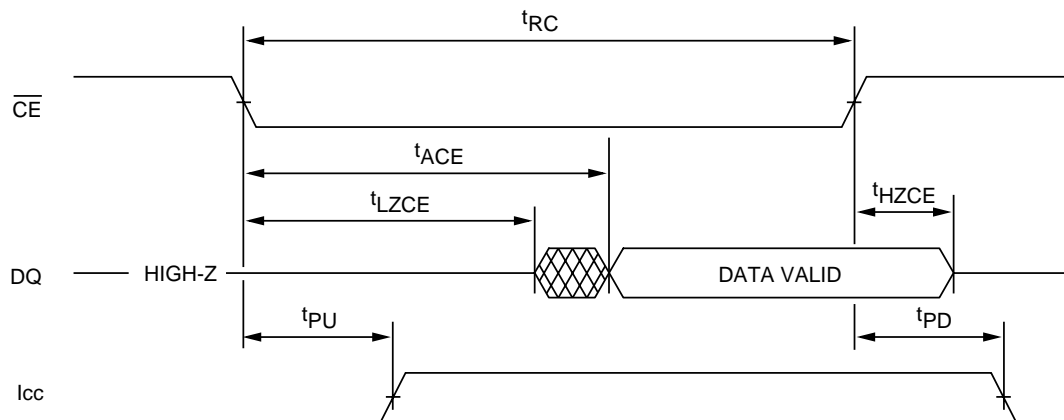 tRC
CE
tACE
tLZCE
tHZCE
DQ
HIGH-Z
DATA VALID
tPU
tPD
Icc